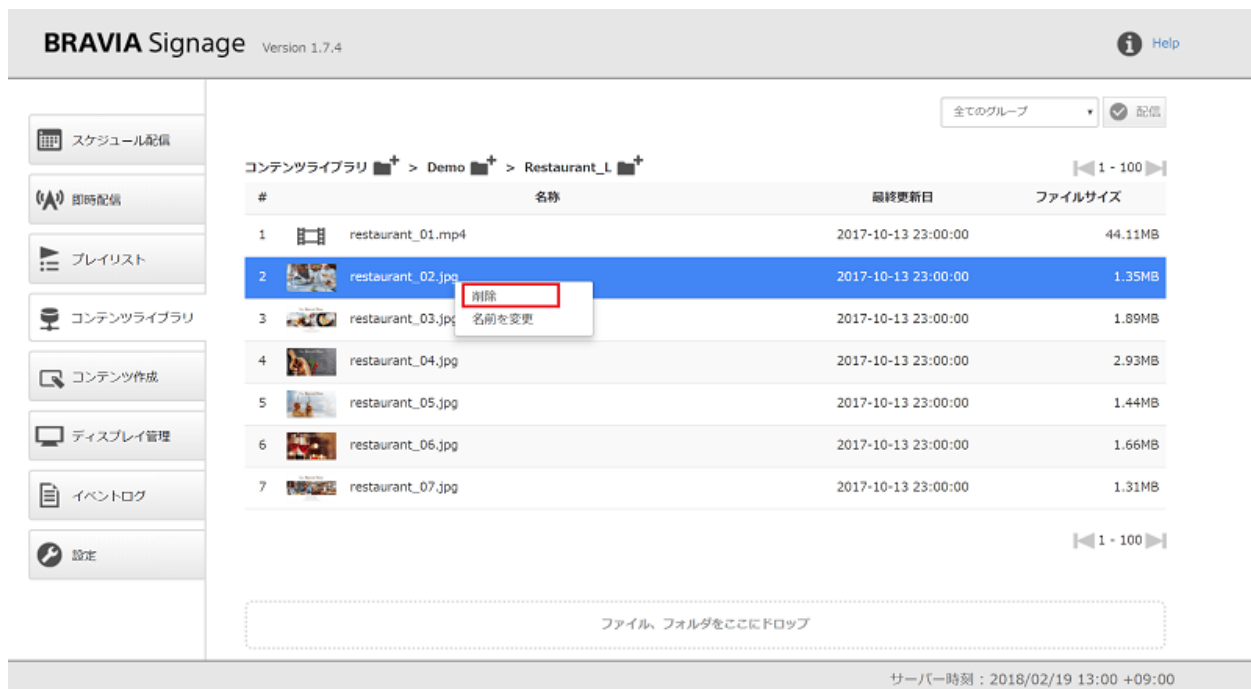 BRAVIA Signage Version 1.7.4
Help
全てのグループ
配信
スケジュール配信
即時配信
プレイリスト
コンテンツライブラリ
コンテンツ作成
ディスプレイ管理
イベントログ
設定
コンテンツライブラリ > Demo > Restaurant_L
1 - 100
# 名称 最終更新日 ファイルサイズ
1 restaurant_01.mp4 2017-10-13 23:00:00 44.11MB
2 restaurant_02.jpg 2017-10-13 23:00:00 1.35MB
削除
名前を変更
3 restaurant_03.jpg 2017-10-13 23:00:00 1.89MB
4 restaurant_04.jpg 2017-10-13 23:00:00 2.93MB
5 restaurant_05.jpg 2017-10-13 23:00:00 1.44MB
6 restaurant_06.jpg 2017-10-13 23:00:00 1.66MB
7 restaurant_07.jpg 2017-10-13 23:00:00 1.31MB
1 - 100
ファイル、フォルダをここにドロップ
サーバー時刻 : 2018/02/19 13:00 +09:00